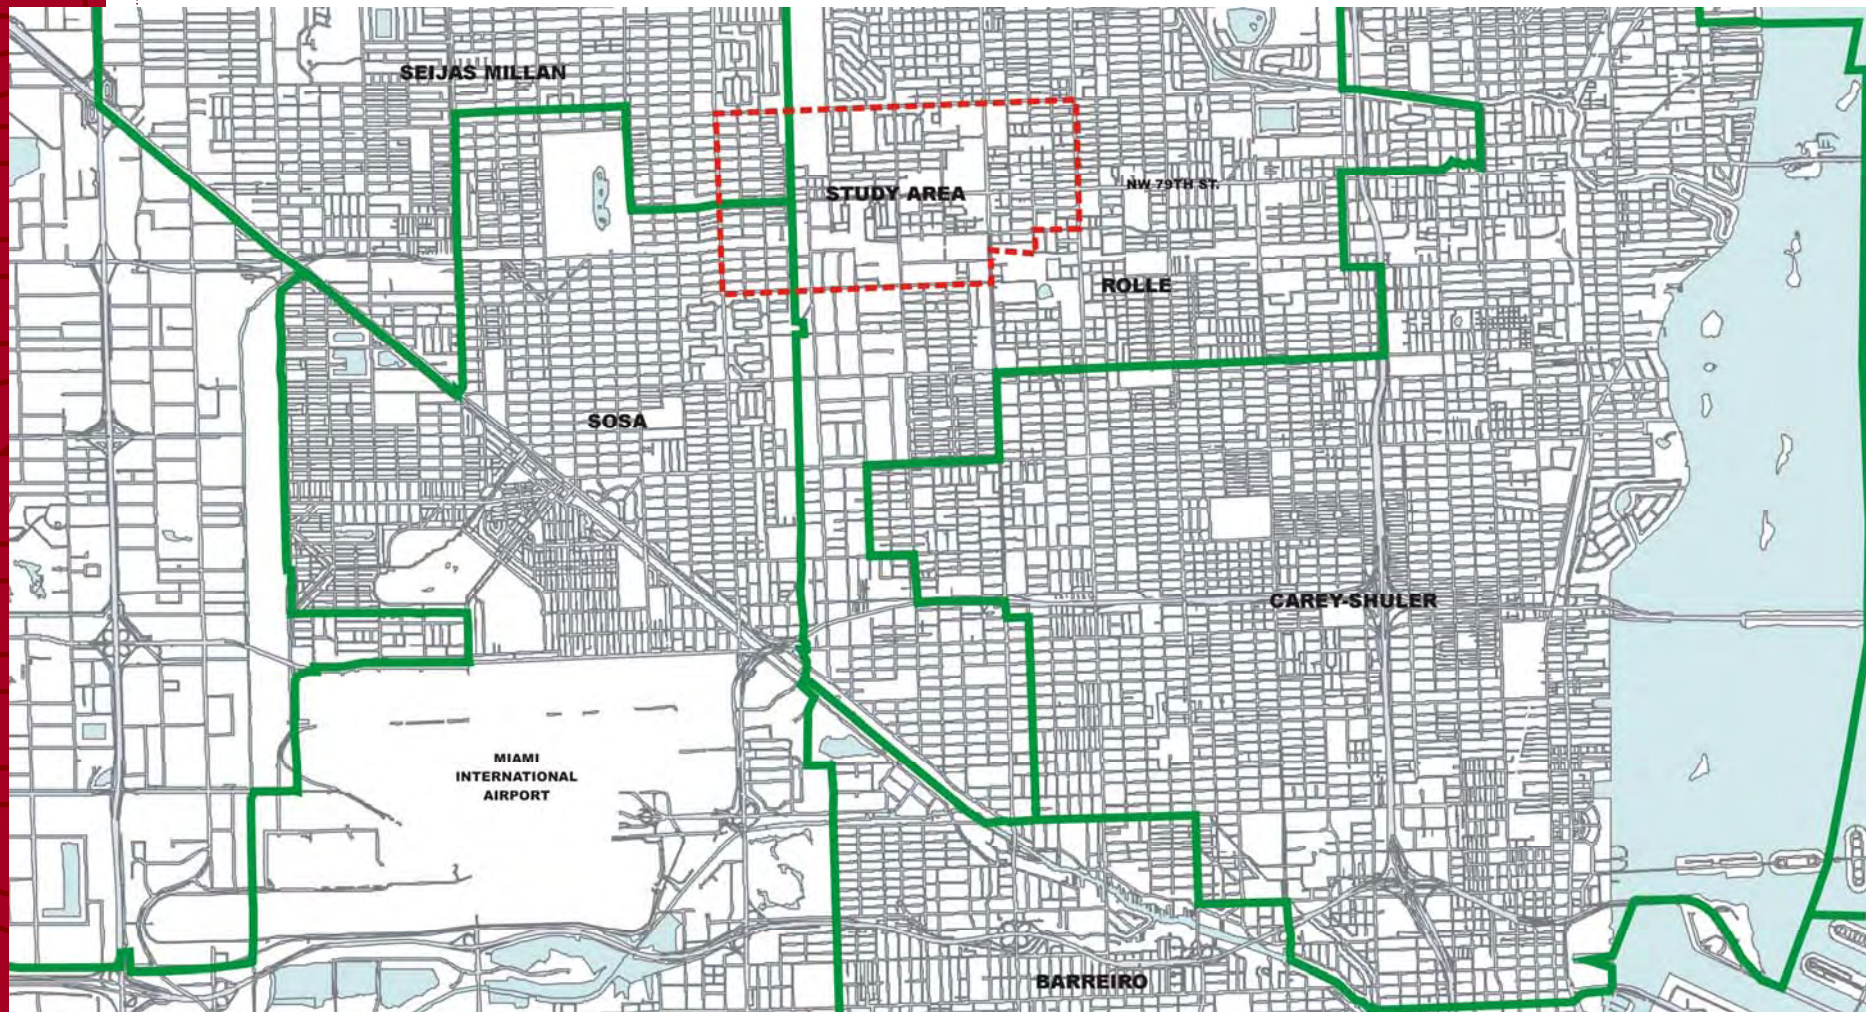 SEIJAS MILLAN
STUDY AREA
NW 79TH ST.
ROLLE
SOSA
CAREY-SHULER
MIAMI
INTERNATIONAL
AIRPORT
BARREIRO